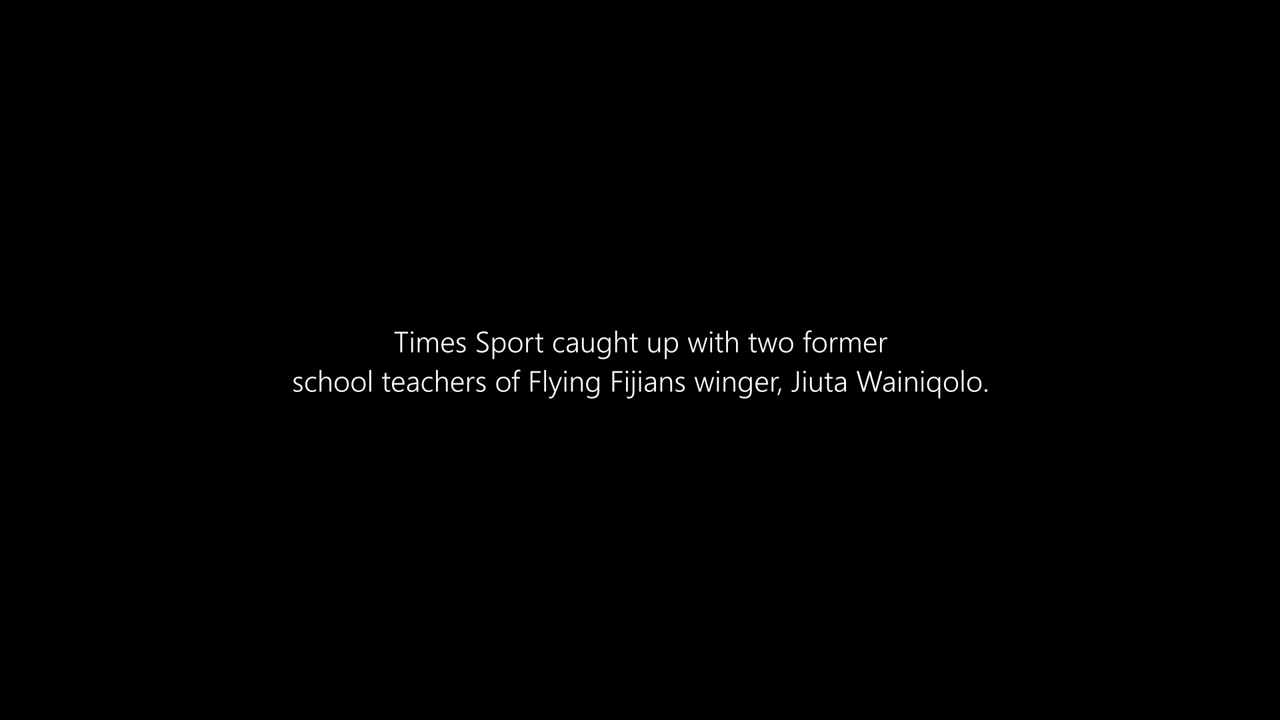 Times Sport caught up with two former
school teachers of Flying Fijians winger, Jiuta Wainiqolo.